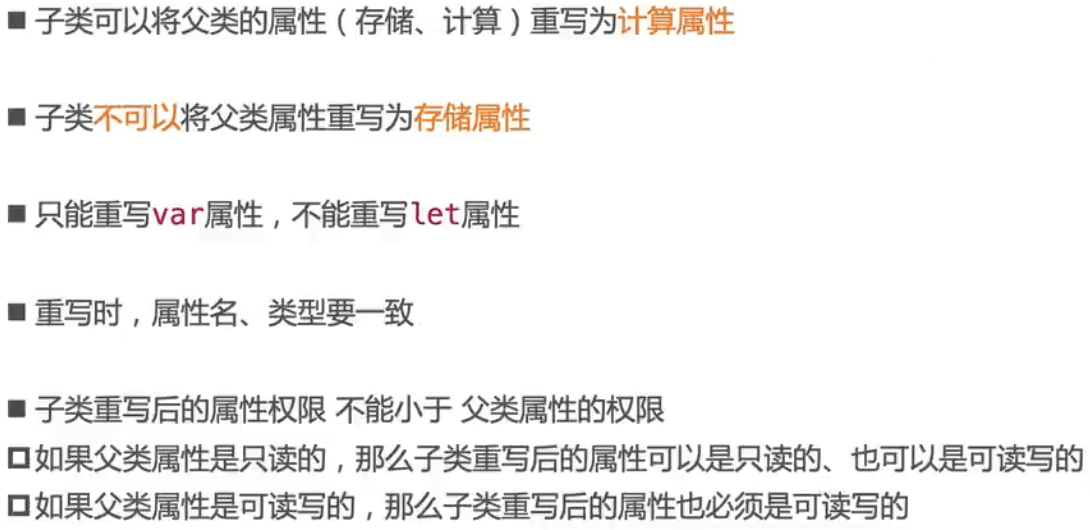 ■ 子类可以将父类的属性（存储、计算）重写为计算属性
■ 子类不可以将父类属性重写为存储属性
■ 只能重写var属性，不能重写let属性
■ 重写时，属性名、类型要一致
■ 子类重写后的属性权限 不能小于 父类属性的权限
□如果父类属性是只读的，那么子类重写后的属性可以是只读的、也可以是可读写的
□如果父类属性是可读写的，那么子类重写后的属性也必须是可读写的